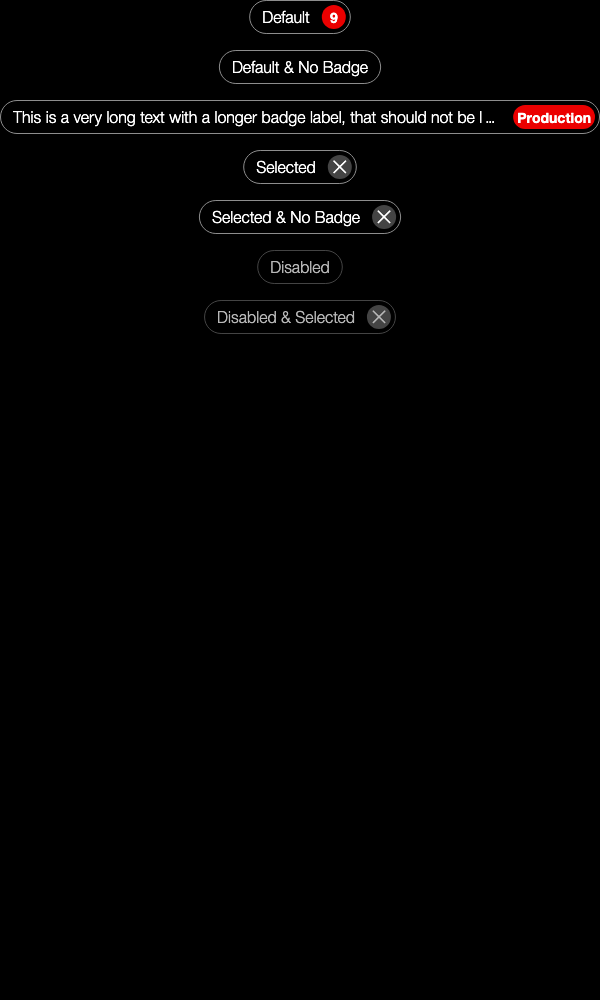 Default 9
Default & No Badge
This is a very long text with a longer badge label, that should not be l... Production
Selected
Selected & No Badge
Disabled
Disabled & Selected